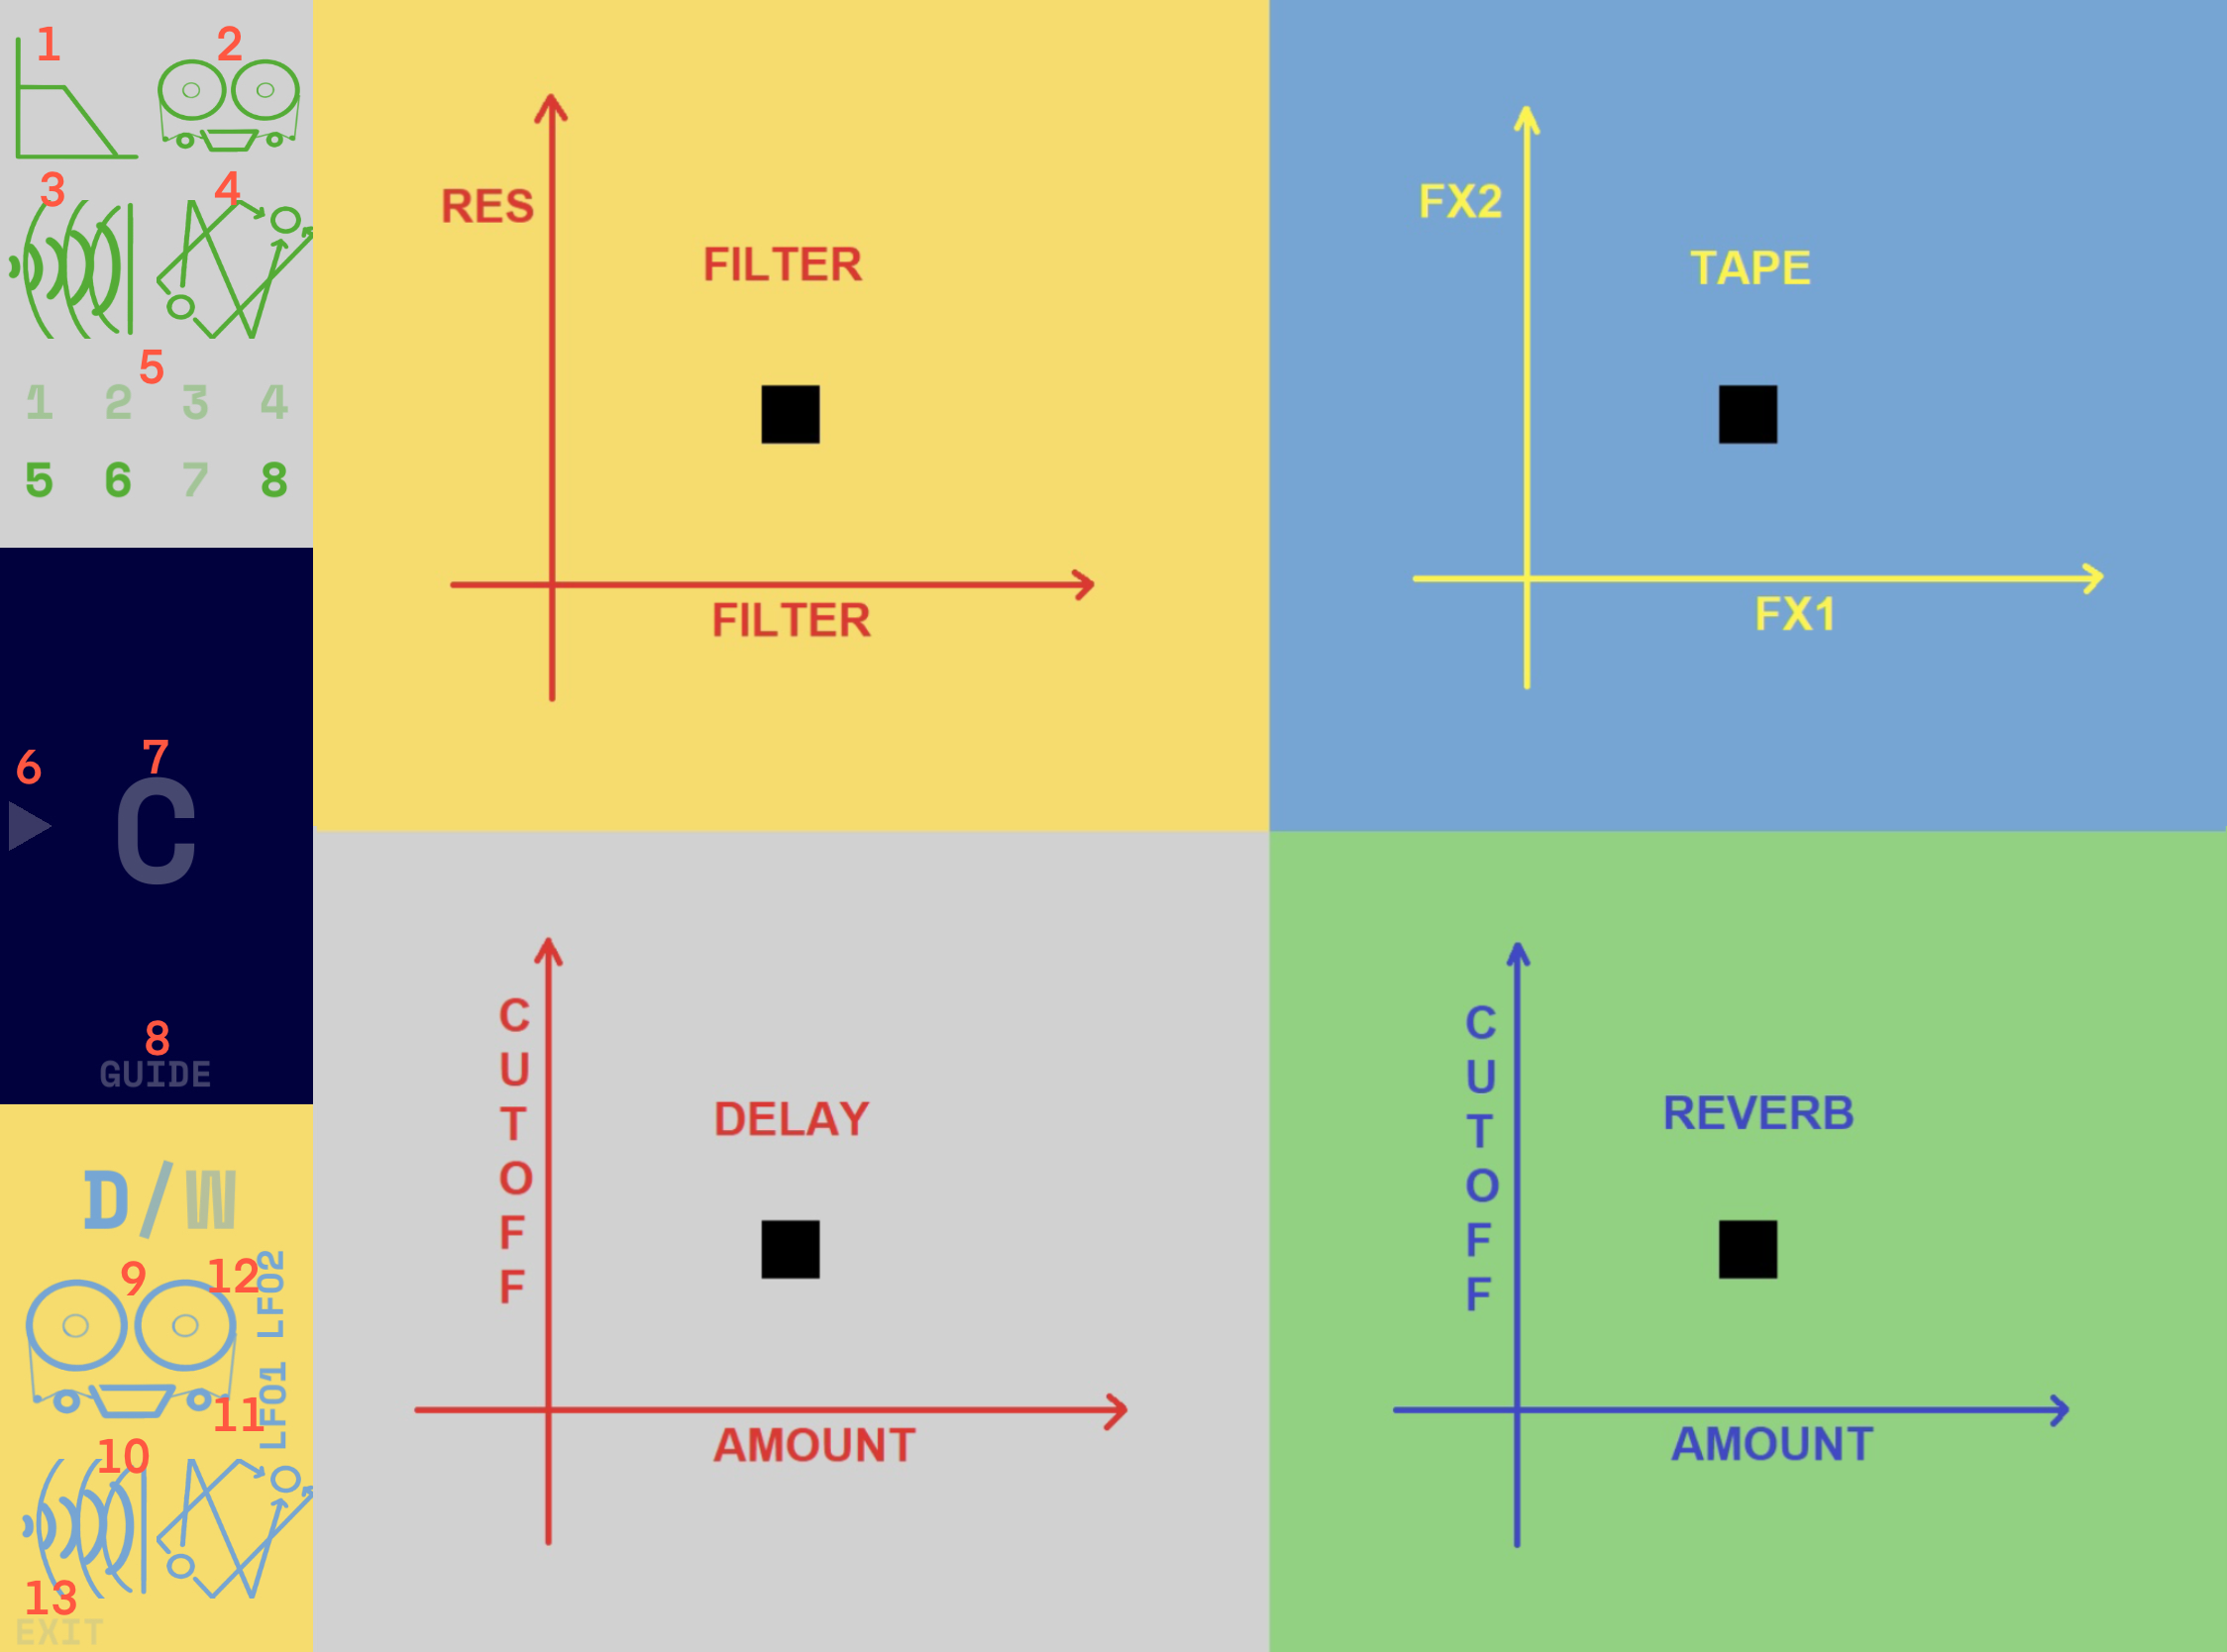 1
2
3
4
5
1 2 3 4
5 6 7 8
6
7
C
8
GUIDE
D/W
9
12
LFO2
11
LFO1
10
13
EXIT
RES
FILTER
FILTER
FX2
TAPE
FX1
CUTOFF
DELAY
AMOUNT
CUTOFF
REVERB
AMOUNT